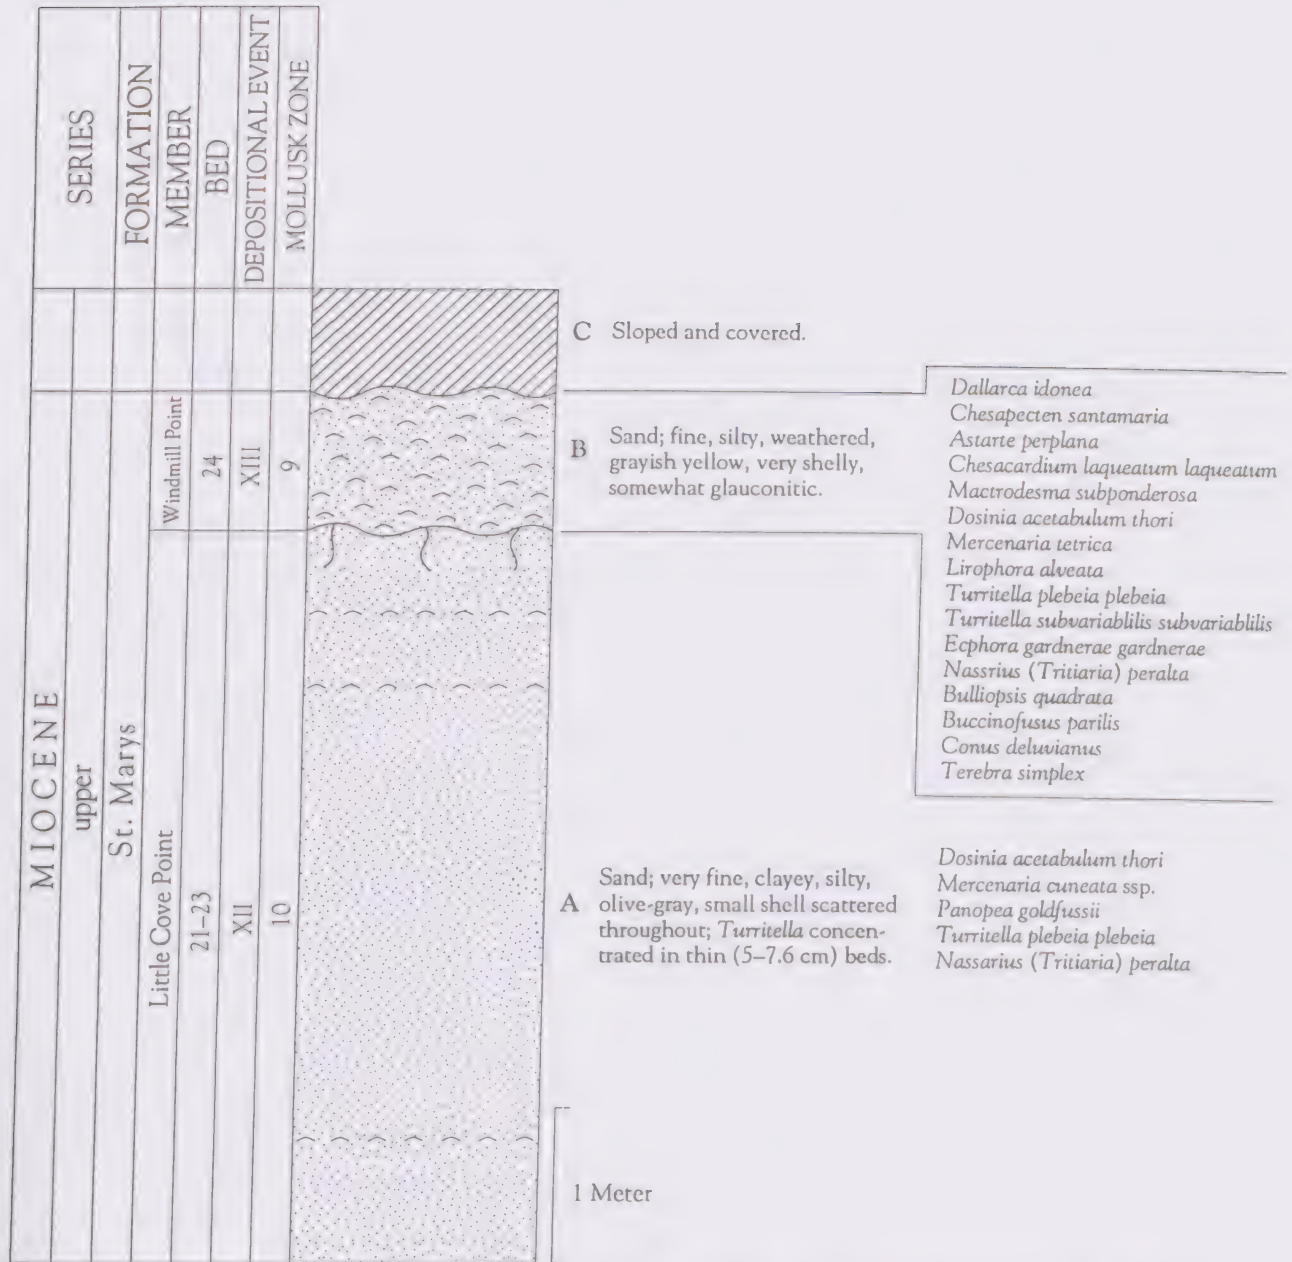 SERIES
FORMATION
MEMBER
BED
DEPOSITIONAL EVENT
MOLLUSK ZONE
MIOCENE
upper
St. Marys
Windmill Point
24
XIII
9
Little Cove Point
21–23
XII
10
C Sloped and covered.
B Sand; fine, silty, weathered,
grayish yellow, very shelly,
somewhat glauconitic.
Dallarca idonea
Chesapecten santamaria
Astarte perplana
Chesacardium laqueatum laqueatum
Mactrodesma subponderosa
Dosinia acetabulum thori
Mercenaria tetrica
Lirophora alveata
Turritella plebeia plebeia
Turritella subvariablilis subvariablilis
Ecphora gardnerae gardnerae
Nassrius (Tritiaria) peralta
Bulliopsis quadrata
Buccinofusus parilis
Conus deluvianus
Terebra simplex
A Sand; very fine, clayey, silty,
olive-gray, small shell scattered
throughout; Turritella concen-
trated in thin (5–7.6 cm) beds.
Dosinia acetabulum thori
Mercenaria cuneata ssp.
Panopea goldfussii
Turritella plebeia plebeia
Nassarius (Tritiaria) peralta
1 Meter